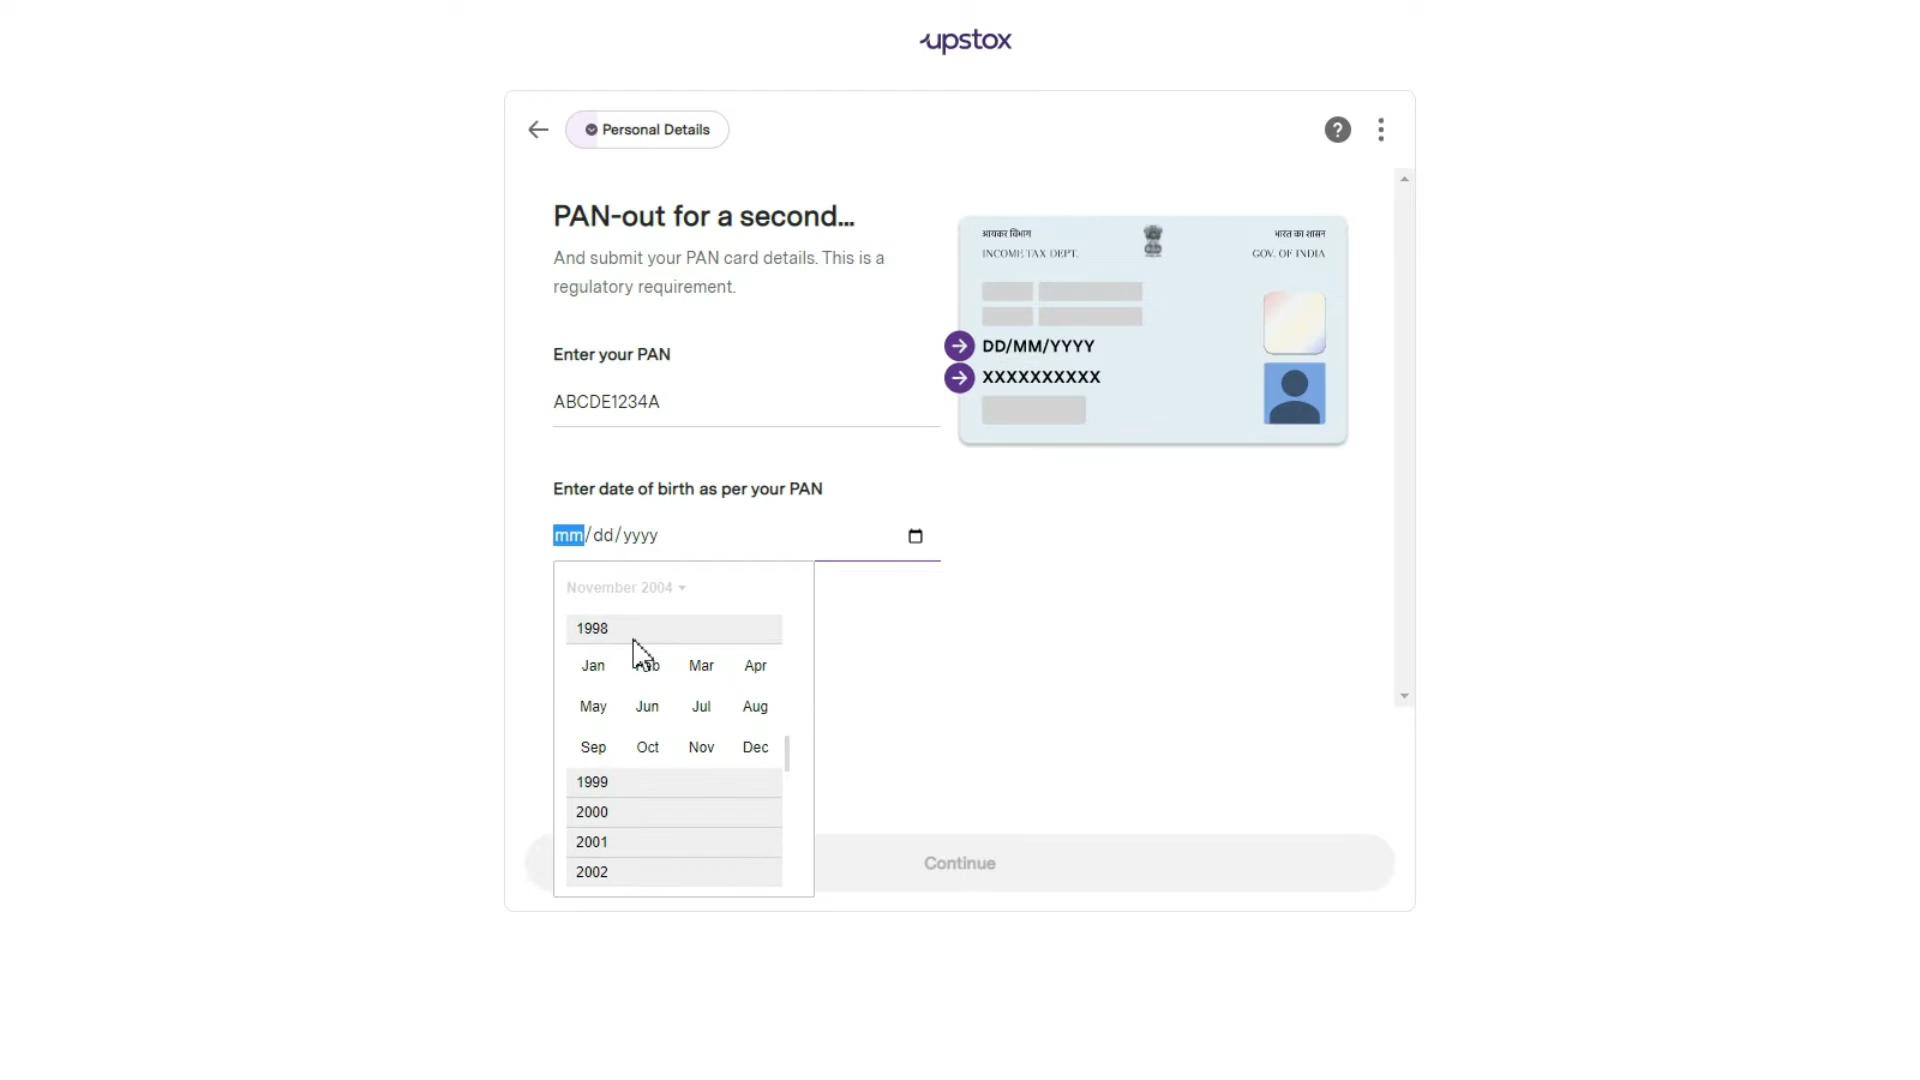 upstox
Personal Details
?
PAN-out for a second...
And submit your PAN card details. This is a
regulatory requirement.
Enter your PAN
ABCDE1234A
आयकर विभाग
भारत का शासन
INCOME TAX DEPT.
GOV. OF INDIA
DD/MM/YYYY
XXXXXXXXXX
Enter date of birth as per your PAN
mm/dd/yyyy
November 2004
1998
Jan Mar Apr
May Jun Jul Aug
Sep Oct Nov Dec
1999
2000
2001
2002
Continue